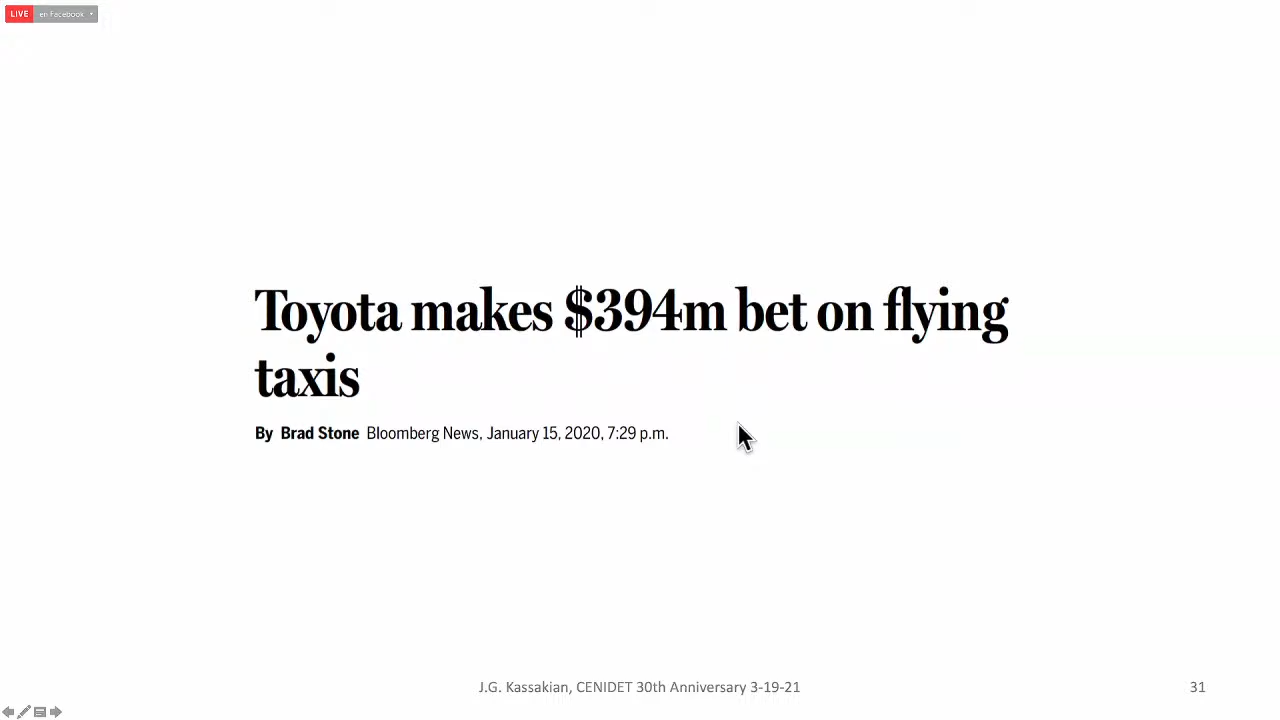 LIVE en Facebook
Toyota makes $394m bet on flying
taxis
By Brad Stone Bloomberg News, January 15, 2020, 7:29 p.m.
J.G. Kassakian, CENIDET 30th Anniversary 3-19-21
31